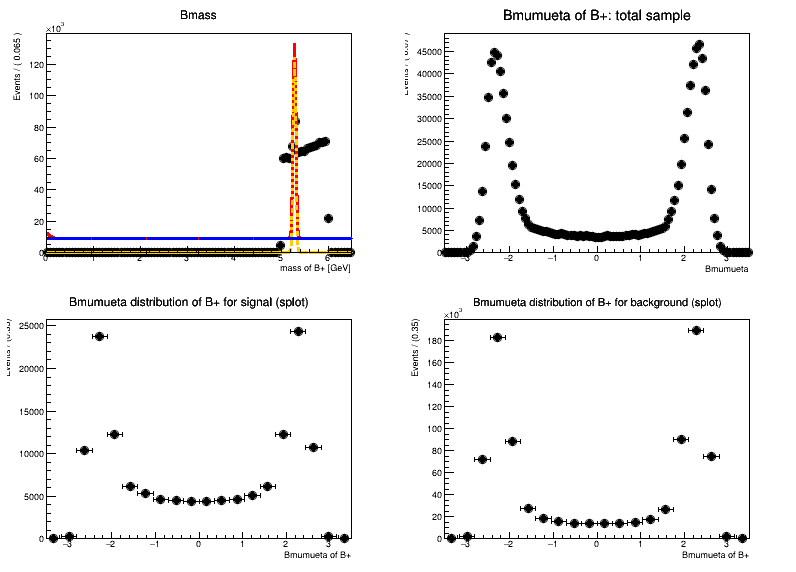 Bmass
×10³
Events / ( 0.065 )
120
100
80
60
40
20
0
0 1 2 3 4 5 6
mass of B+ [GeV]
Bmumueta of B+: total sample
45000
40000
35000
30000
25000
20000
15000
10000
5000
0
−3 −2 −1 0 1 2 3
Bmumueta
Bmumueta distribution of B+ for signal (splot)
25000
20000
15000
10000
5000
0
−3 −2 −1 0 1 2 3
Bmumueta of B+
Bmumueta distribution of B+ for background (splot)
×10³
Events / (0.35)
180
160
140
120
100
80
60
40
20
0
−3 −2 −1 0 1 2 3
Bmumueta of B+